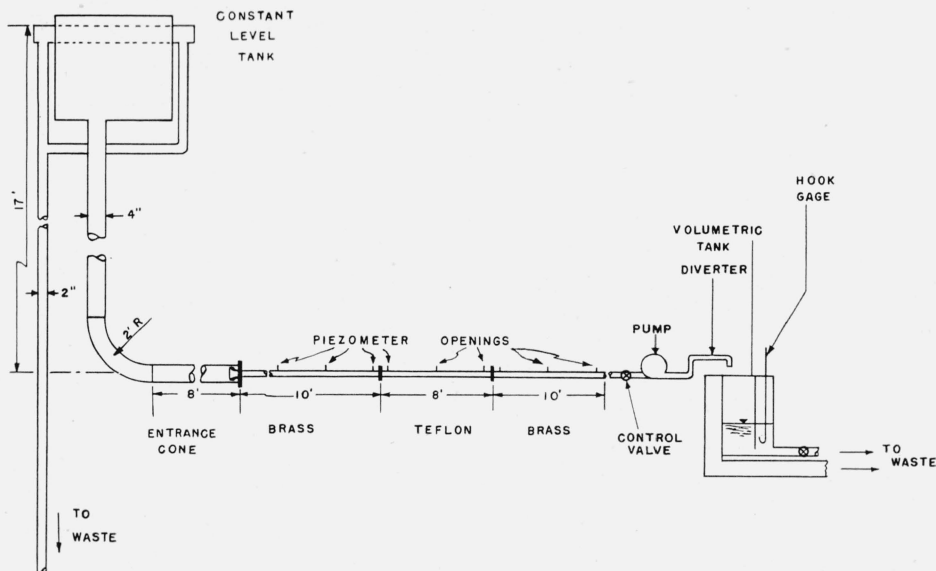 CONSTANT
LEVEL
TANK
17'
4"
2"
2' R
HOOK
GAGE
VOLUMETRIC
TANK
DIVERTER
PUMP
PIEZOMETER
OPENINGS
8'
10'
8'
10'
ENTRANCE
CONE
BRASS
TEFLON
BRASS
CONTROL
VALVE
TO
WASTE
TO
WASTE